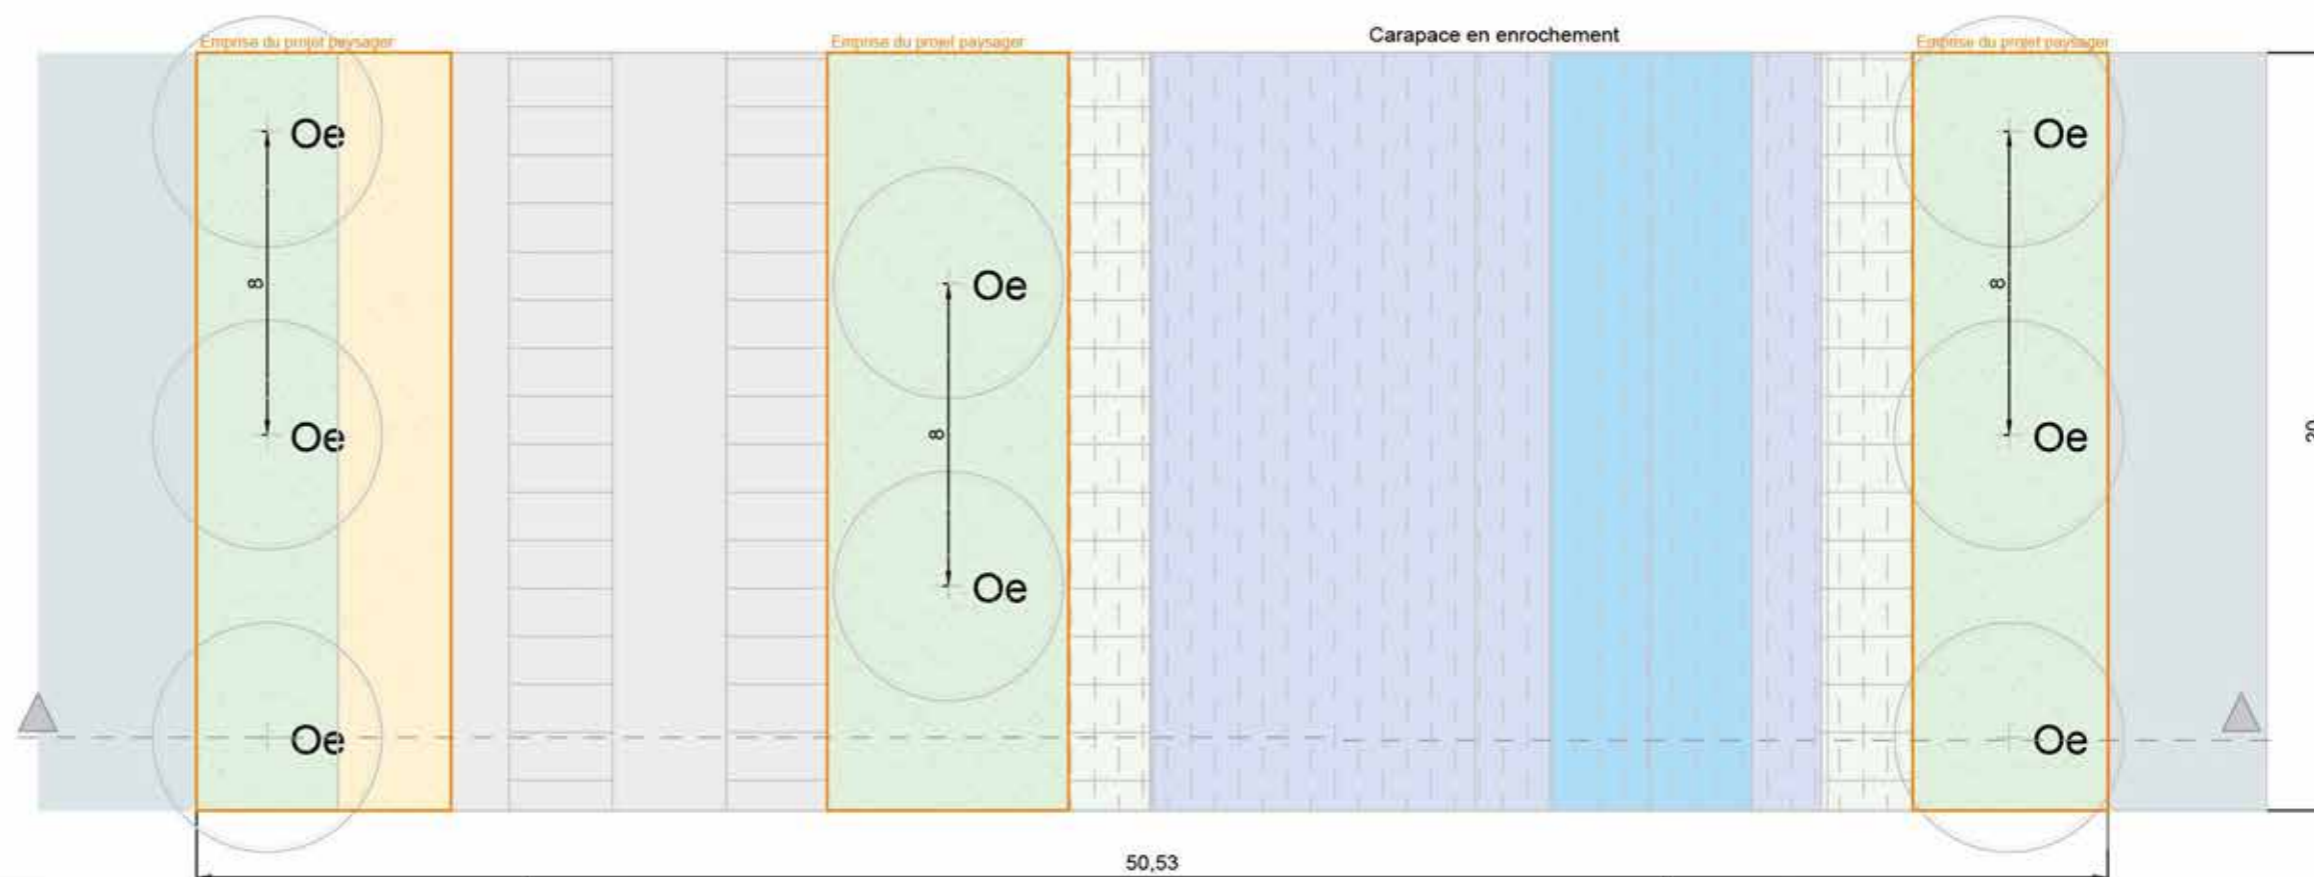 Carapace en enrochement
Emprise du projet paysager
Emprise du projet paysager
Emprise du projet paysager
Oe
Oe
8
Oe
8
Oe
Oe
8
Oe
Oe
Oe
20
50,53